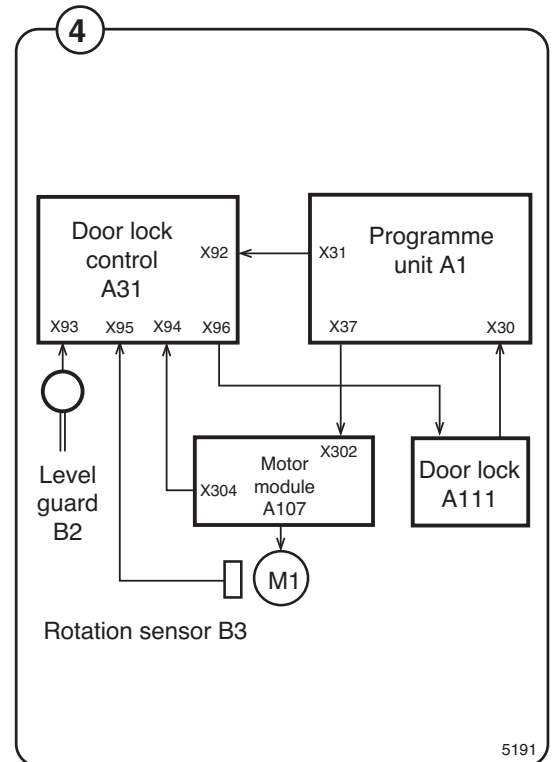 4
Door lock
control
A31
X92
X93
X95
X94
X96
X31
Programme
unit A1
X37
X30
Level
guard
B2
X302
Motor
module
A107
X304
Door lock
A111
M1
Rotation sensor B3
5191